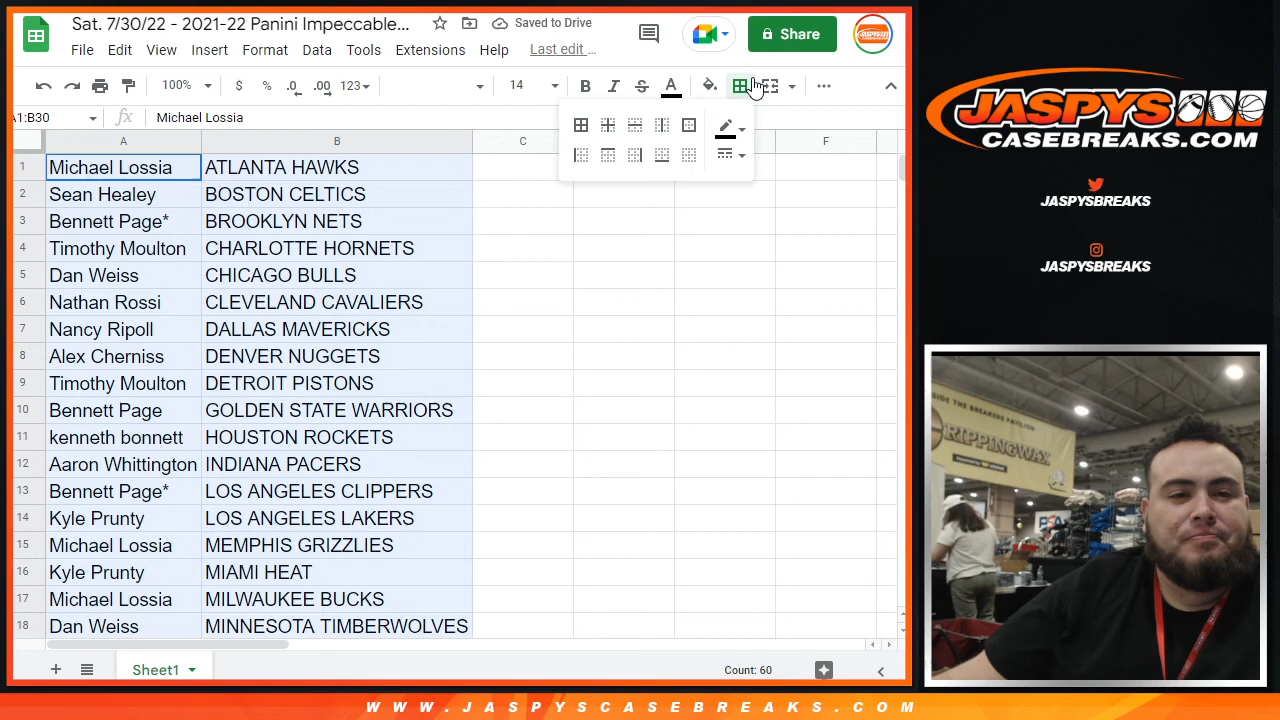 Sat. 7/30/22 - 2021-22 Panini Impeccable...
Saved to Drive
File Edit View Insert Format Data Tools Extensions Help Last edit ...
Share
100% $ % .0 .00 123 14 B I S A
A1:B30 fx Michael Lossia
A B C F
1 Michael Lossia ATLANTA HAWKS
2 Sean Healey BOSTON CELTICS
3 Bennett Page* BROOKLYN NETS
4 Timothy Moulton CHARLOTTE HORNETS
5 Dan Weiss CHICAGO BULLS
6 Nathan Rossi CLEVELAND CAVALIERS
7 Nancy Ripoll DALLAS MAVERICKS
8 Alex Cherniss DENVER NUGGETS
9 Timothy Moulton DETROIT PISTONS
10 Bennett Page GOLDEN STATE WARRIORS
11 kenneth bonnett HOUSTON ROCKETS
12 Aaron Whittington INDIANA PACERS
13 Bennett Page* LOS ANGELES CLIPPERS
14 Kyle Prunty LOS ANGELES LAKERS
15 Michael Lossia MEMPHIS GRIZZLIES
16 Kyle Prunty MIAMI HEAT
17 Michael Lossia MILWAUKEE BUCKS
18 Dan Weiss MINNESOTA TIMBERWOLVES
Sheet1
Count: 60
JASPYS
CASEBREAKS.COM
JASPYSBREAKS
JASPYSBREAKS
THE BREAKERS PAVILION
RIPPINGWAX
PSA
WWW.JASPYSCASEBREAKS.COM